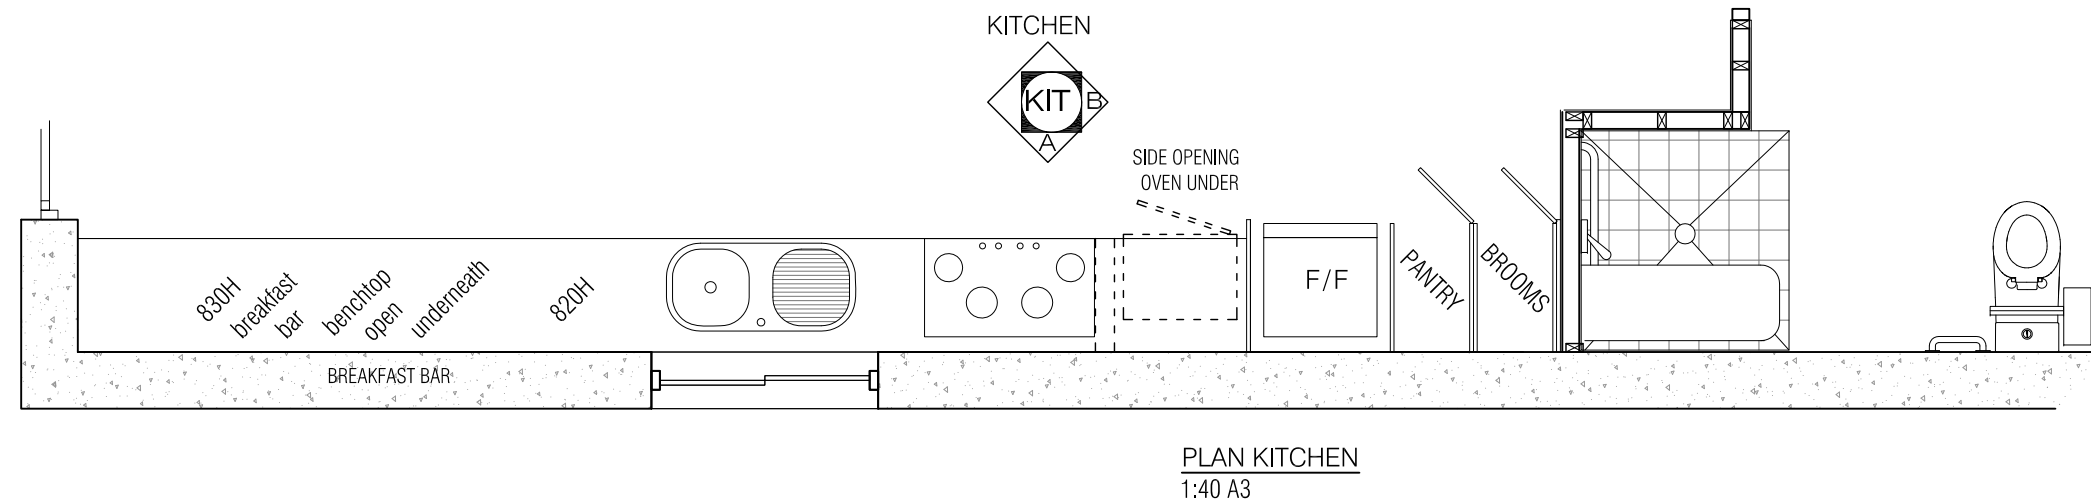 KITCHEN
KIT
B
A
SIDE OPENING
OVEN UNDER
830H
breakfast
bar
benchtop
open
underneath
820H
F/F
PANTRY
BROOMS
BREAKFAST BAR
PLAN KITCHEN
1:40 A3